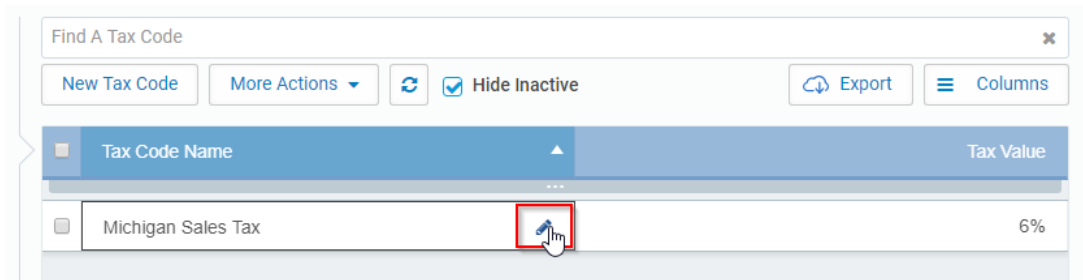 Find A Tax Code
New Tax Code More Actions Hide Inactive Export Columns
Tax Code Name Tax Value
Michigan Sales Tax 6%